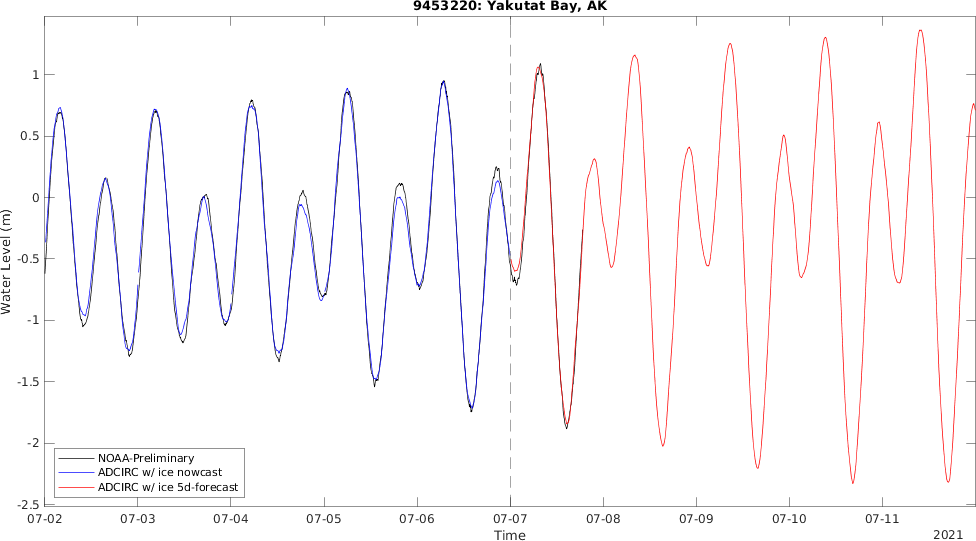 9453220: Yakutat Bay, AK
Water Level (m)
1
0.5
0
-0.5
-1
-1.5
-2
-2.5
NOAA-Preliminary
ADCIRC w/ ice nowcast
ADCIRC w/ ice 5d-forecast
07-02 07-03 07-04 07-05 07-06 07-07 07-08 07-09 07-10 07-11
Time
2021